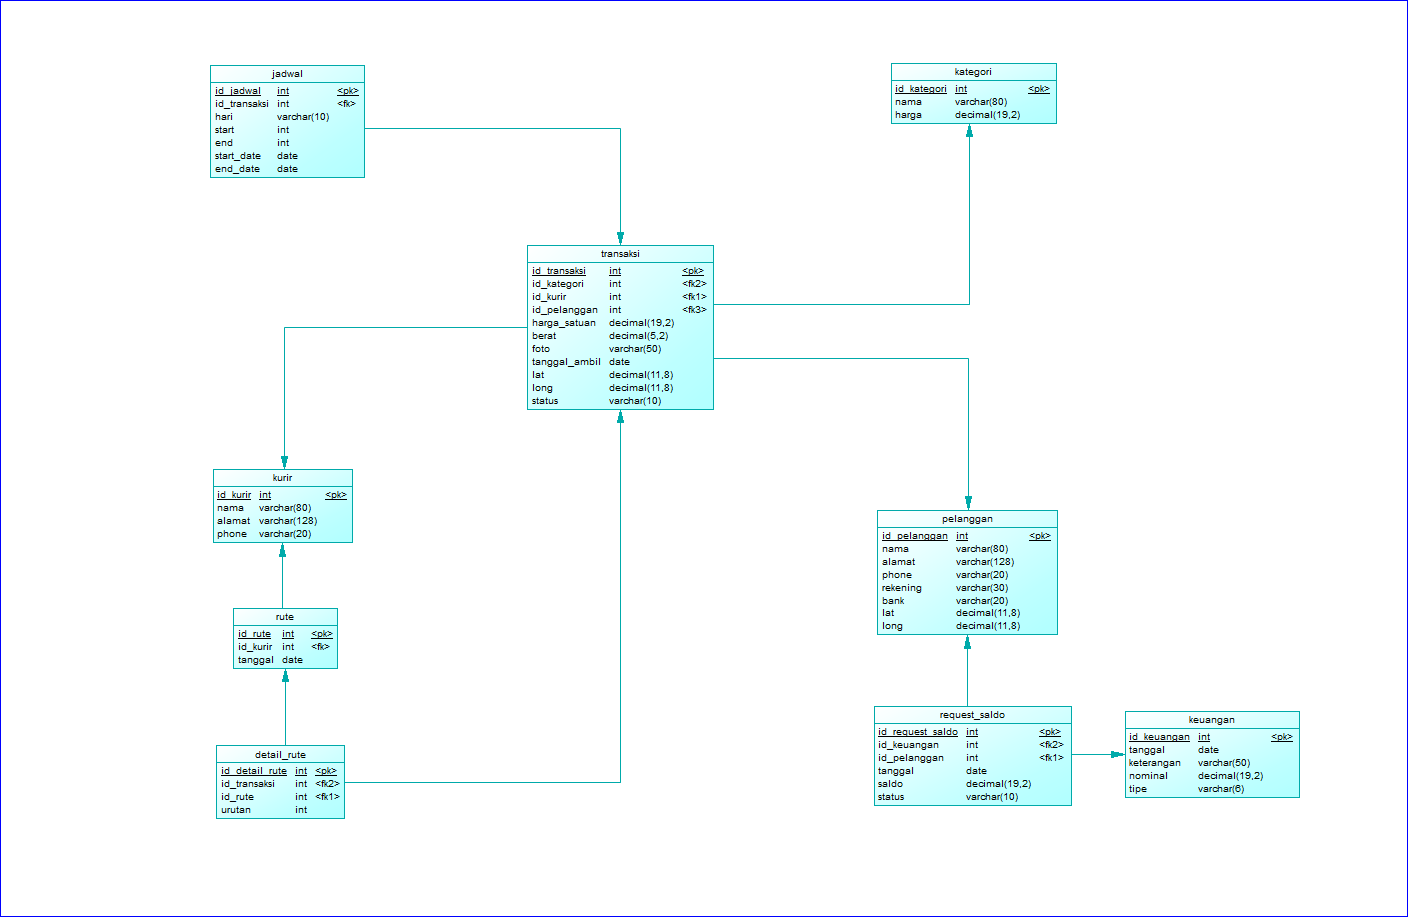 jadwal
id_jadwal int <pk>
id_transaksi int <fk>
hari varchar(10)
start int
end int
start_date date
end_date date
kategori
id_kategori int <pk>
nama varchar(80)
harga decimal(19,2)
transaksi
id_transaksi int <pk>
id_kategori int <fk2>
id_kurir int <fk1>
id_pelanggan int <fk3>
harga_satuan decimal(19,2)
berat decimal(5,2)
foto varchar(50)
tanggal_ambil date
lat decimal(11,8)
long decimal(11,8)
status varchar(10)
kurir
id_kurir int <pk>
nama varchar(80)
alamat varchar(128)
phone varchar(20)
pelanggan
id_pelanggan int <pk>
nama varchar(80)
alamat varchar(128)
phone varchar(20)
rekening varchar(30)
bank varchar(20)
lat decimal(11,8)
long decimal(11,8)
rute
id_rute int <pk>
id_kurir int <fk>
tanggal date
detail_rute
id_detail_rute int <pk>
id_transaksi int <fk2>
id_rute int <fk1>
urutan int
request_saldo
id_request_saldo int <pk>
id_keuangan int <fk2>
id_pelanggan int <fk1>
tanggal date
saldo decimal(19,2)
status varchar(10)
keuangan
id_keuangan int <pk>
tanggal date
keterangan varchar(50)
nominal decimal(19,2)
tipe varchar(6)